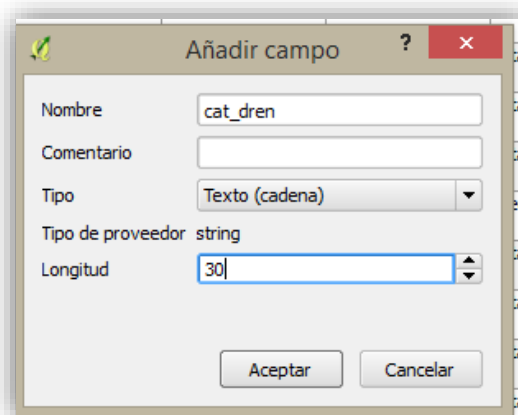 Añadir campo ?
Nombre cat_dren
Comentario
Tipo Texto (cadena)
Tipo de proveedor string
Longitud 30
Aceptar Cancelar